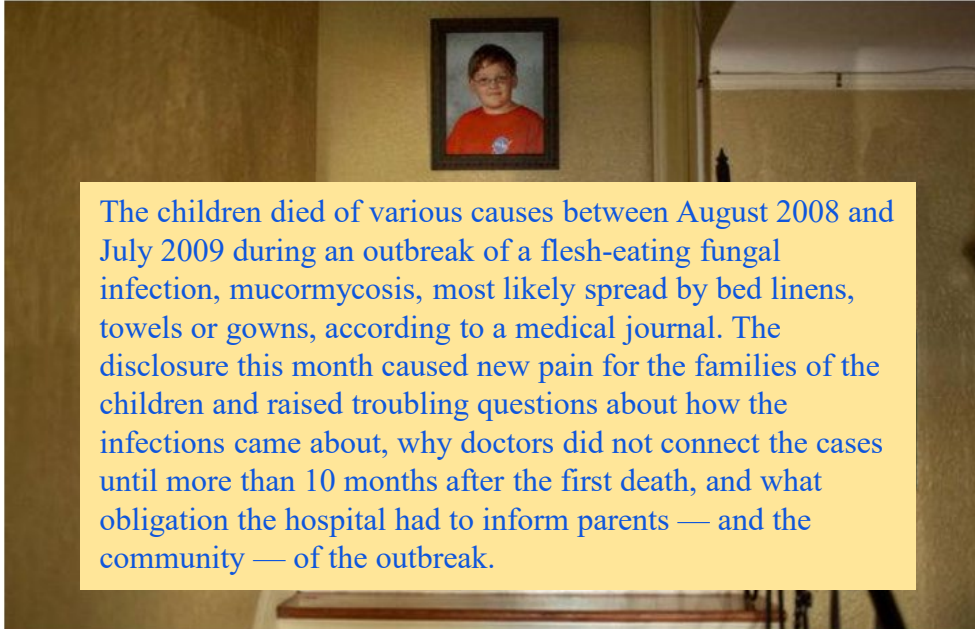 The children died of various causes between August 2008 and
July 2009 during an outbreak of a flesh-eating fungal
infection, mucormycosis, most likely spread by bed linens,
towels or gowns, according to a medical journal. The
disclosure this month caused new pain for the families of the
children and raised troubling questions about how the
infections came about, why doctors did not connect the cases
until more than 10 months after the first death, and what
obligation the hospital had to inform parents — and the
community — of the outbreak.